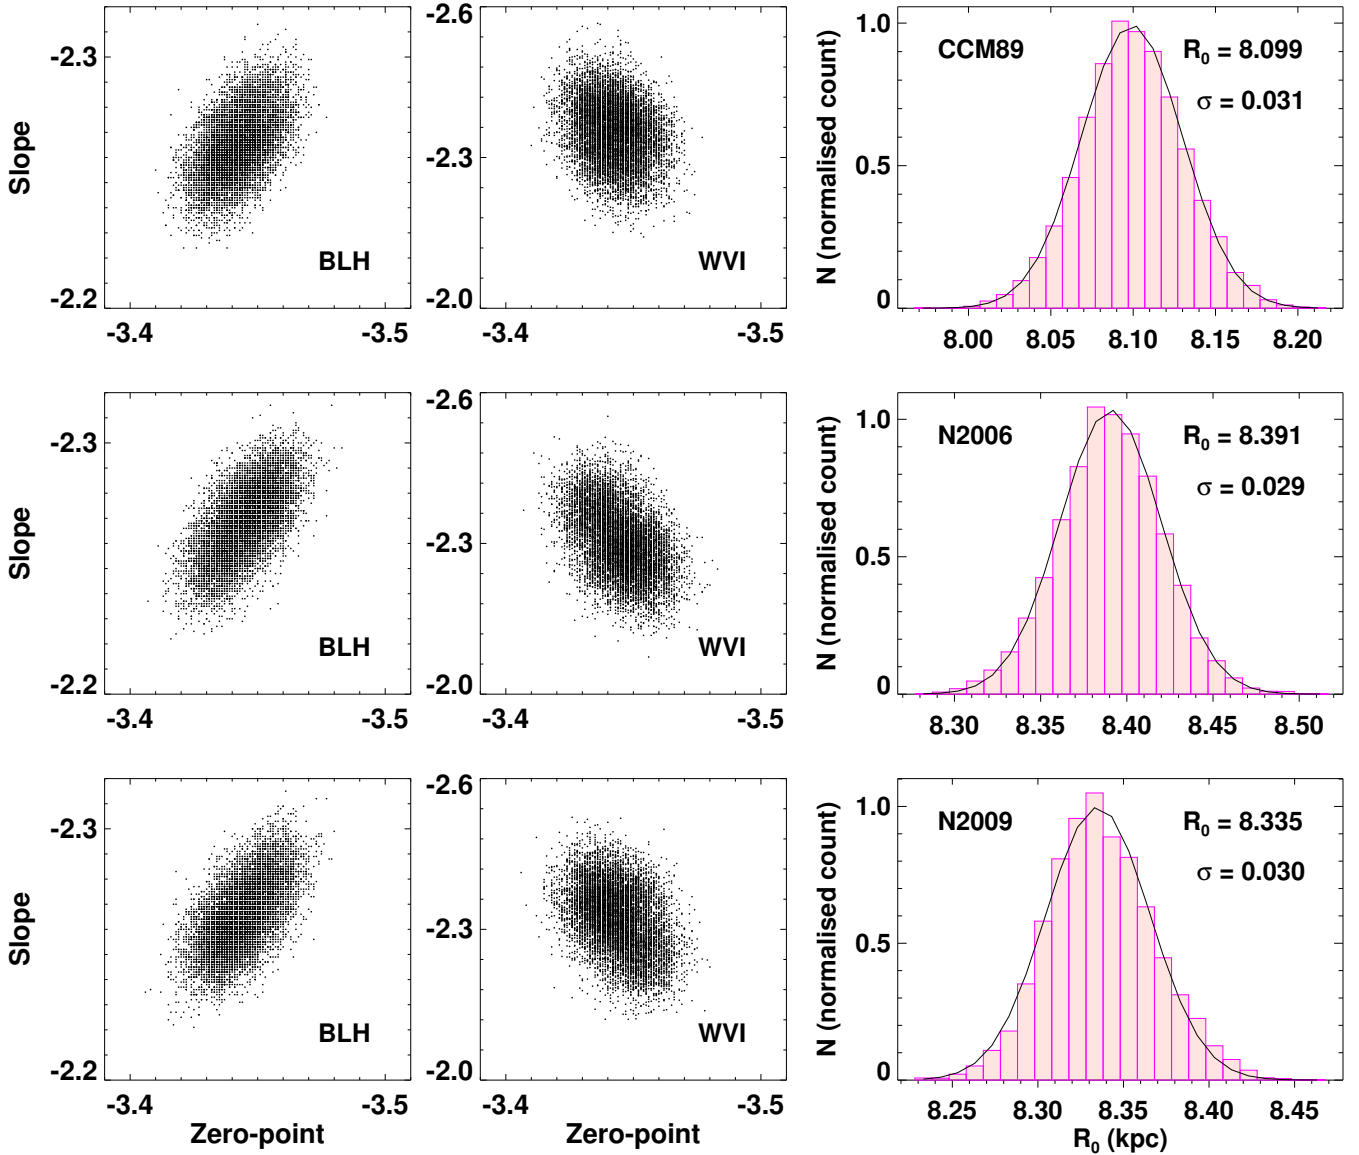 -2.3
-2.2
Slope
BLH
-3.4
-3.5
-2.6
-2.3
-2.0
WVI
-3.4
-3.5
1.0
0.5
0
N (normalised count)
CCM89
R₀ = 8.099
σ = 0.031
8.00
8.05
8.10
8.15
8.20
-2.3
-2.2
Slope
BLH
-3.4
-3.5
-2.6
-2.3
-2.0
WVI
-3.4
-3.5
1.0
0.5
0
N (normalised count)
N2006
R₀ = 8.391
σ = 0.029
8.30
8.35
8.40
8.45
8.50
-2.3
-2.2
Slope
BLH
-3.4
-3.5
Zero-point
-2.6
-2.3
-2.0
WVI
-3.4
-3.5
Zero-point
1.0
0.5
0
N (normalised count)
N2009
R₀ = 8.335
σ = 0.030
8.25
8.30
8.35
8.40
8.45
R₀ (kpc)